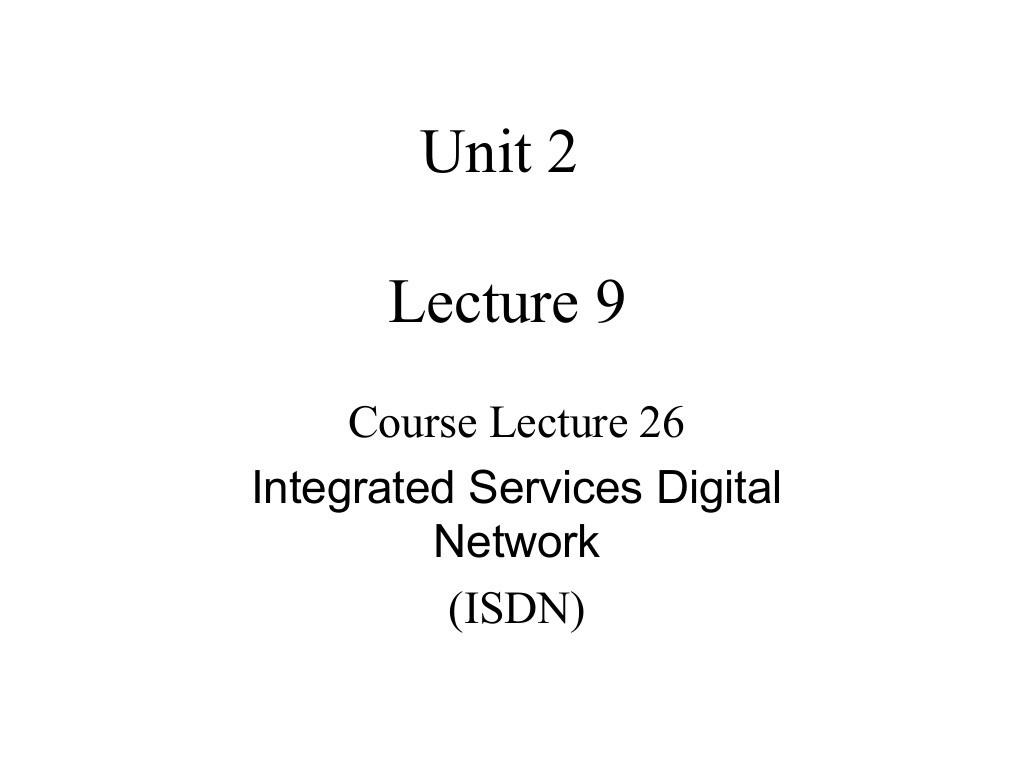 Unit 2
Lecture 9
Course Lecture 26
Integrated Services Digital
Network
(ISDN)